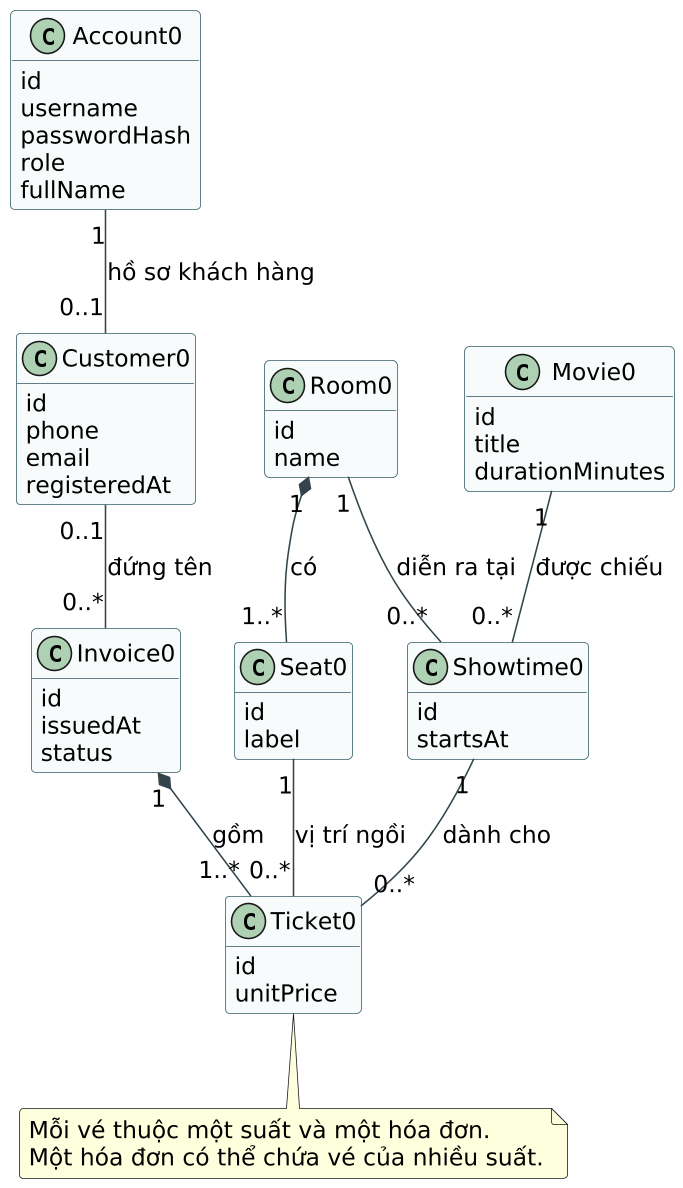 C Account0
id
username
passwordHash
role
fullName
1
hồ sơ khách hàng
0..1
C Customer0
id
phone
email
registeredAt
C Room0
id
name
C Movie0
id
title
durationMinutes
0..1
đứng tên
0..*
1
có
1..*
1
diễn ra tại
0..*
1
được chiếu
0..*
C Invoice0
id
issuedAt
status
C Seat0
id
label
C Showtime0
id
startsAt
1
gồm
1..*
1
vị trí ngồi
0..*
1
dành cho
0..*
C Ticket0
id
unitPrice
Mỗi vé thuộc một suất và một hóa đơn.
Một hóa đơn có thể chứa vé của nhiều suất.